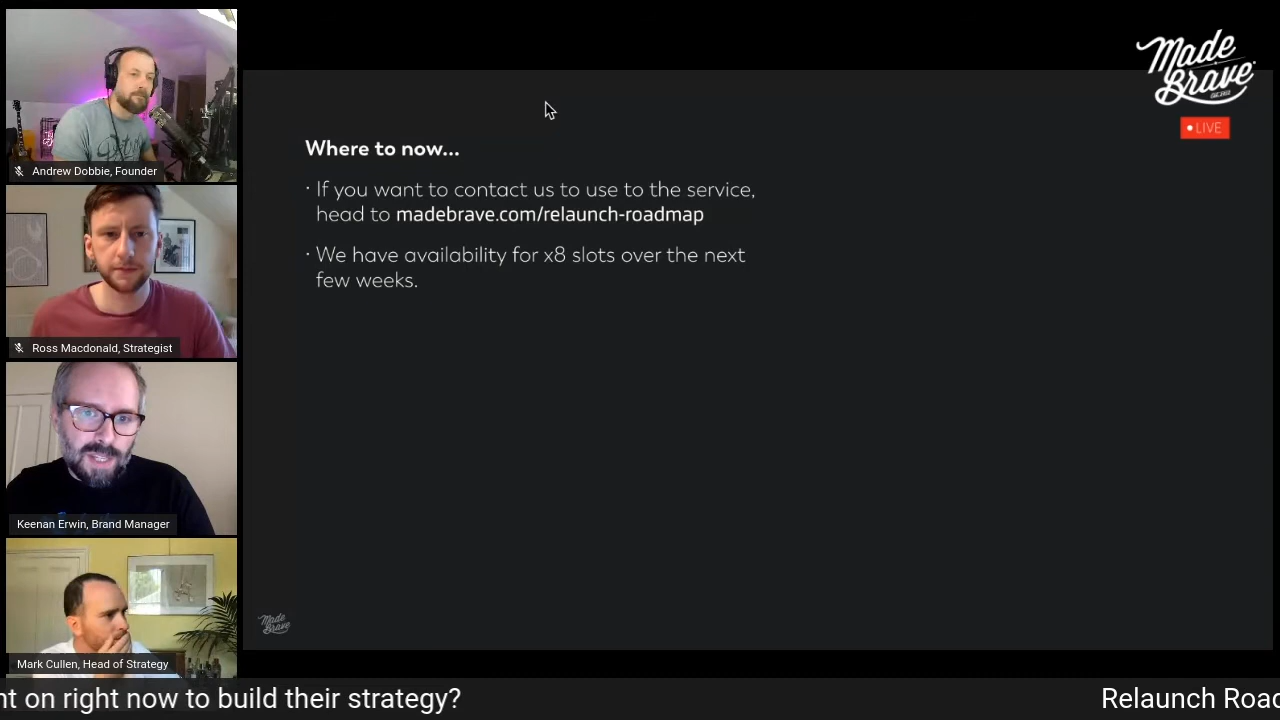 Made
Brave
LIVE
Where to now...
· If you want to contact us to use to the service,
head to madebrave.com/relaunch-roadmap
· We have availability for x8 slots over the next
few weeks.
Made
Brave
Andrew Dobbie, Founder
Ross Macdonald, Strategist
Keenan Erwin, Brand Manager
Mark Cullen, Head of Strategy
nt on right now to build their strategy?
Relaunch Road